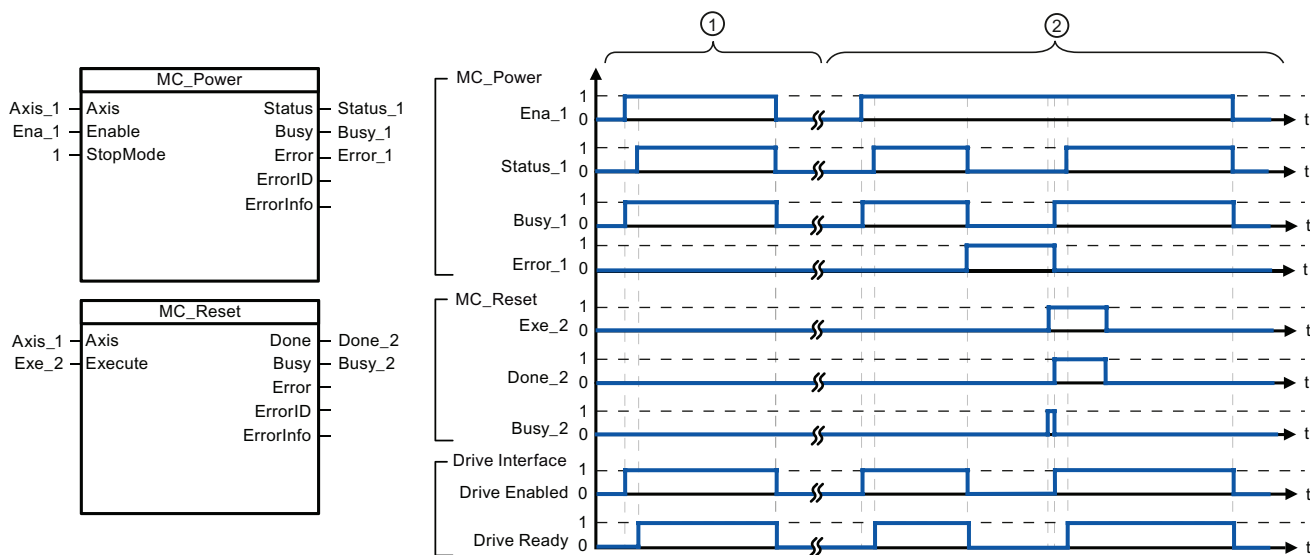 MC_Power
Axis_1 Axis Status Status_1
Ena_1 Enable Busy Busy_1
1 StopMode Error Error_1
ErrorID
ErrorInfo
MC_Reset
Axis_1 Axis Done Done_2
Exe_2 Execute Busy Busy_2
Error
ErrorID
ErrorInfo
1 2
MC_Power
1
Ena_1 0 t
1
Status_1 0 t
1
Busy_1 0 t
1
Error_1 0 t
MC_Reset
1
Exe_2 0 t
1
Done_2 0 t
1
Busy_2 0 t
Drive Interface
1
Drive Enabled 0 t
1
Drive Ready 0 t